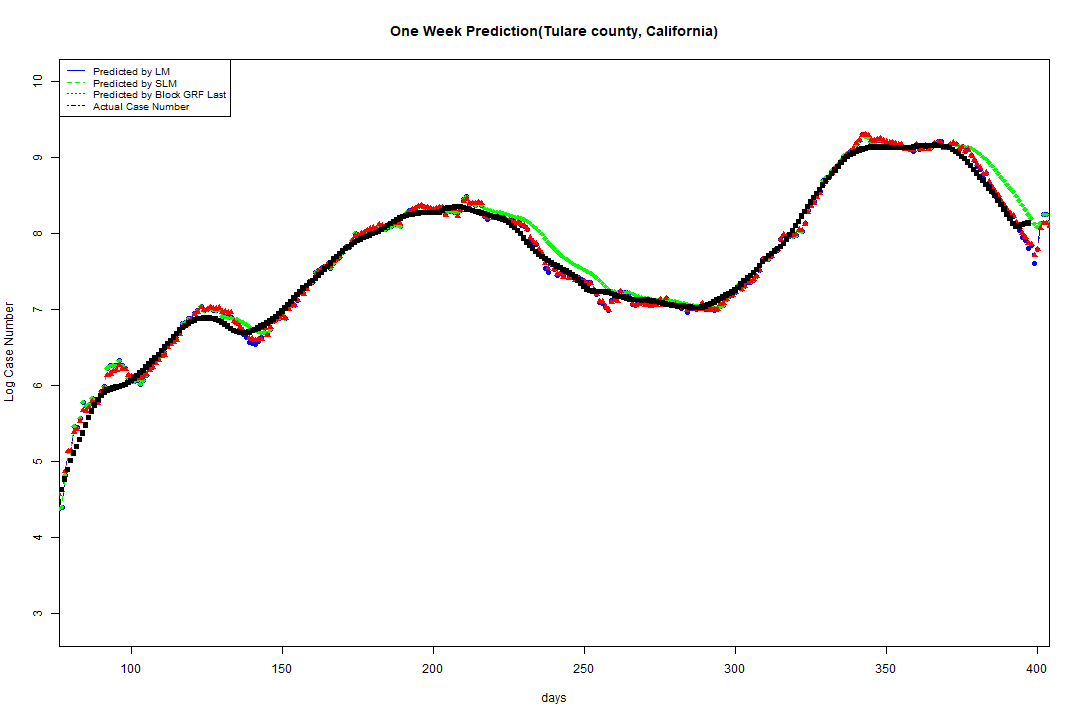 One Week Prediction(Tulare county, California)
Predicted by LM
Predicted by SLM
Predicted by Block GRF Last
Actual Case Number
10
9
8
7
6
5
4
3
Log Case Number
100 150 200 250 300 350 400
days